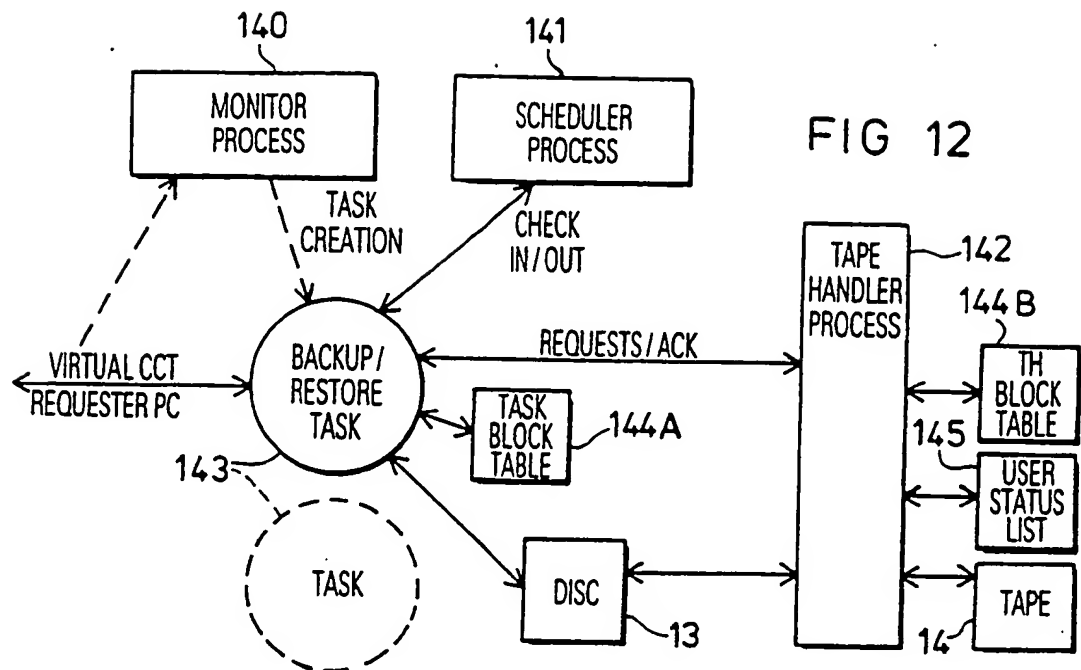 140
141
MONITOR
PROCESS
SCHEDULER
PROCESS
FIG 12
TASK
CREATION
CHECK
IN/OUT
TAPE
HANDLER
PROCESS
142
144B
VIRTUAL CCT
REQUESTER PC
BACKUP/
RESTORE
TASK
REQUESTS/ACK
TASK
BLOCK
TABLE
144A
TH
BLOCK
TABLE
145
USER
STATUS
LIST
143
TASK
DISC
13
TAPE
14